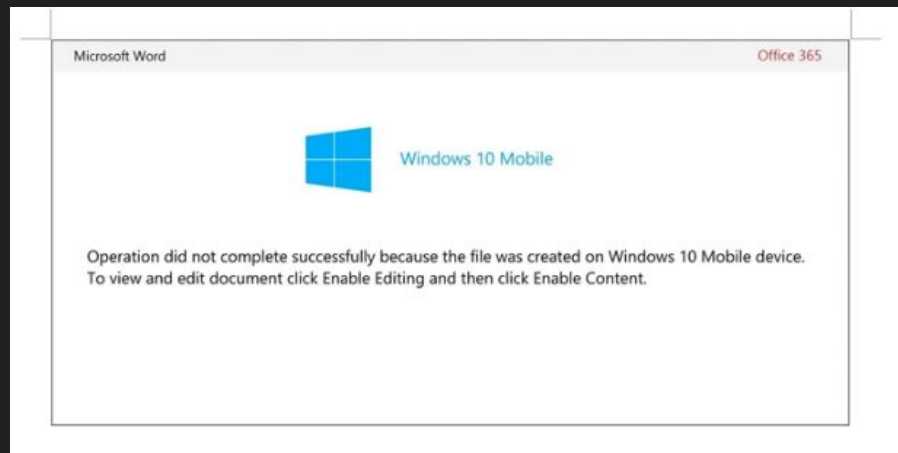 Microsoft Word Office 365
Windows 10 Mobile
Operation did not complete successfully because the file was created on Windows 10 Mobile device.
To view and edit document click Enable Editing and then click Enable Content.